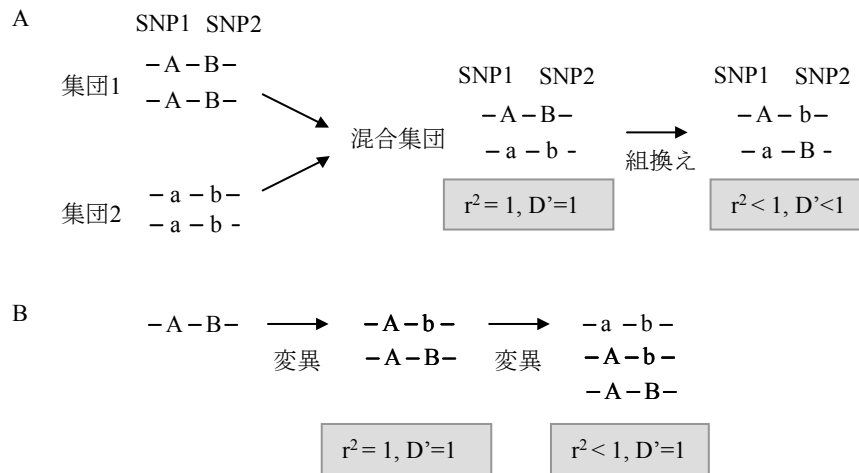 A
SNP1 SNP2
集団1
–A–B–
–A–B–
集団2
–a–b–
–a–b-
混合集団
SNP1 SNP2
–A–B–
–a–b-
r² = 1, D’=1
組換え
SNP1 SNP2
–A–b–
–a–B-
r² < 1, D’<1
B
–A–B–
変異
–A–b–
–A–B–
r² = 1, D’=1
変異
–a–b–
–A–b–
–A–B–
r² < 1, D’=1